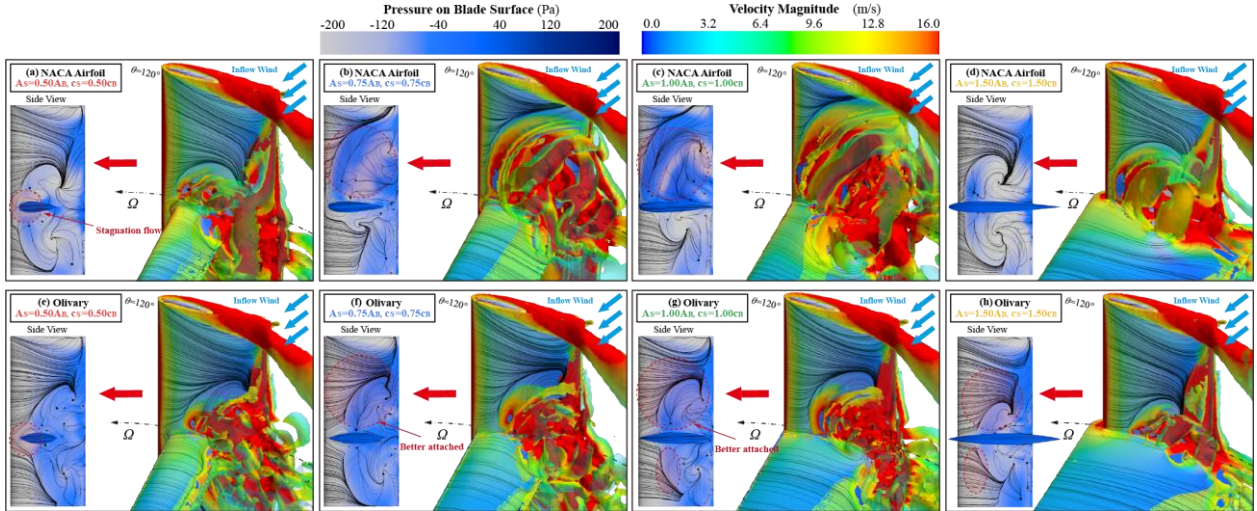 Pressure on Blade Surface (Pa)
-200 -120 -40 40 120 200
Velocity Magnitude (m/s)
0.0 3.2 6.4 9.6 12.8 16.0
(a) NACA Airfoil
AS=0.50AB, cS=0.50cB
θ=120°
Inflow Wind
Side View
Ω
Stagnation flow
(b) NACA Airfoil
AS=0.75AB, cS=0.75cB
θ=120°
Inflow Wind
Side View
Ω
(c) NACA Airfoil
AS=1.00AB, cS=1.00cB
θ=120°
Inflow Wind
Side View
Ω
(d) NACA Airfoil
AS=1.50AB, cS=1.50cB
θ=120°
Inflow Wind
Side View
Ω
(e) Olivary
AS=0.50AB, cS=0.50cB
θ=120°
Inflow Wind
Side View
Ω
(f) Olivary
AS=0.75AB, cS=0.75cB
θ=120°
Inflow Wind
Side View
Ω
Better attached
(g) Olivary
AS=1.00AB, cS=1.00cB
θ=120°
Inflow Wind
Side View
Ω
Better attached
(h) Olivary
AS=1.50AB, cS=1.50cB
θ=120°
Inflow Wind
Side View
Ω